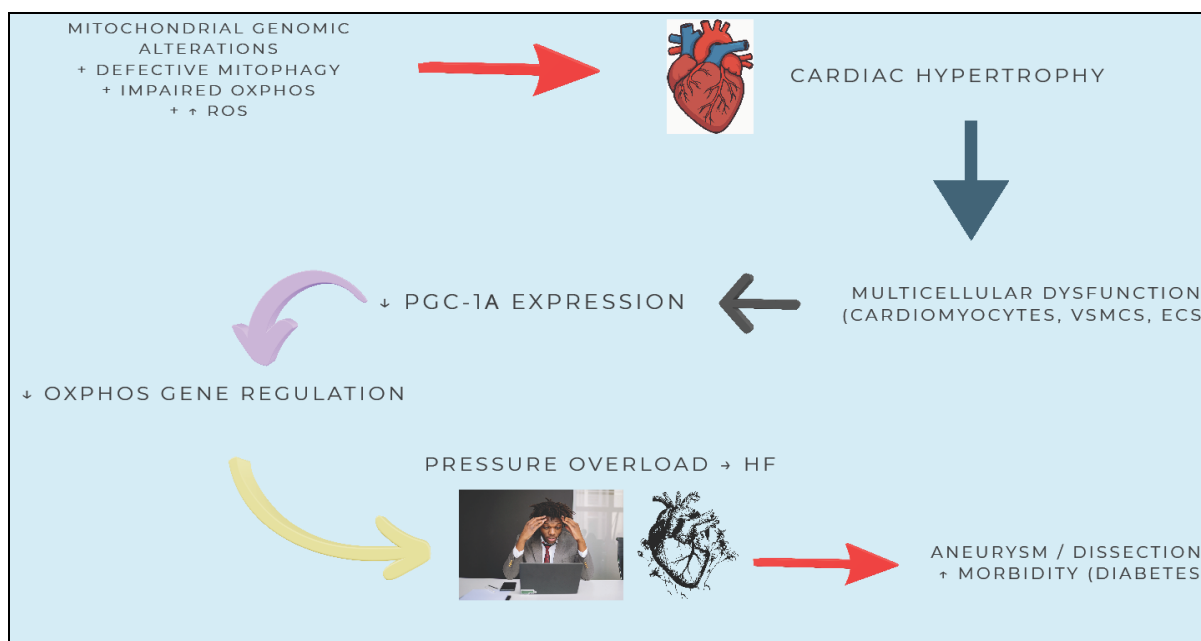 MITOCHONDRIAL GENOMIC
ALTERATIONS
+ DEFECTIVE MITOPHAGY
+ IMPAIRED OXPHOS
+ ↑ ROS
CARDIAC HYPERTROPHY
MULTICELLULAR DYSFUNCTION
(CARDIOMYOCYTES, VSMCS, ECS
↓ PGC-1Α EXPRESSION
↓ OXPHOS GENE REGULATION
PRESSURE OVERLOAD → HF
ANEURYSM / DISSECTION
↑ MORBIDITY (DIABETES